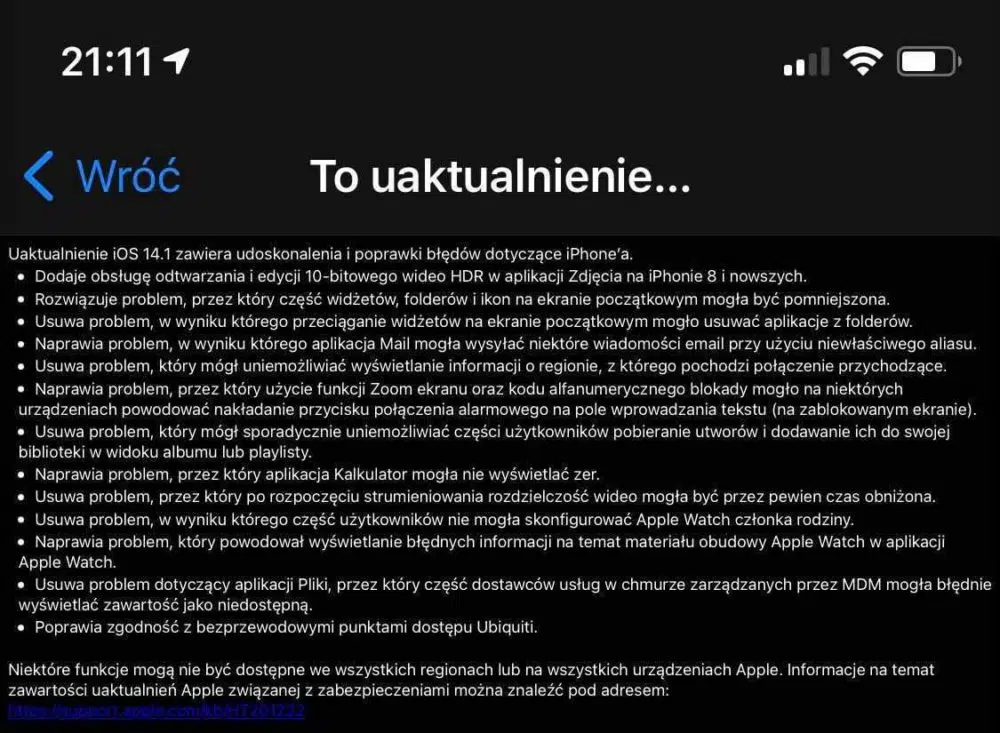 21:11
Wróć
To uaktualnienie...
Uaktualnienie iOS 14.1 zawiera udoskonalenia i poprawki błędów dotyczące iPhone’a.
• Dodaje obsługę odtwarzania i edycji 10-bitowego wideo HDR w aplikacji Zdjęcia na iPhonie 8 i nowszych.
• Rozwiązuje problem, przez który część widżetów, folderów i ikon na ekranie początkowym mogła być pomniejszona.
• Usuwa problem, w wyniku którego przeciąganie widżetów na ekranie początkowym mogło usuwać aplikacje z folderów.
• Naprawia problem, w wyniku którego aplikacja Mail mogła wysyłać niektóre wiadomości email przy użyciu niewłaściwego aliasu.
• Usuwa problem, który mógł uniemożliwiać wyświetlanie informacji o regionie, z którego pochodzi połączenie przychodzące.
• Naprawia problem, przez który użycie funkcji Zoom ekranu oraz kodu alfanumerycznego blokady mogło na niektórych
urządzeniach powodować nakładanie przycisku połączenia alarmowego na pole wprowadzania tekstu (na zablokowanym ekranie).
• Usuwa problem, który mógł sporadycznie uniemożliwiać części użytkowników pobieranie utworów i dodawanie ich do swojej
biblioteki w widoku albumu lub playlisty.
• Naprawia problem, przez który aplikacja Kalkulator mogła nie wyświetlać zer.
• Usuwa problem, przez który po rozpoczęciu strumieniowania rozdzielczość wideo mogła być przez pewien czas obniżona.
• Usuwa problem, w wyniku którego część użytkowników nie mogła skonfigurować Apple Watch członka rodziny.
• Naprawia problem, który powodował wyświetlanie błędnych informacji na temat materiału obudowy Apple Watch w aplikacji
Apple Watch.
• Usuwa problem dotyczący aplikacji Pliki, przez który część dostawców usług w chmurze zarządzanych przez MDM mogła błędnie
wyświetlać zawartość jako niedostępną.
• Poprawia zgodność z bezprzewodowymi punktami dostępu Ubiquiti.
Niektóre funkcje mogą nie być dostępne we wszystkich regionach lub na wszystkich urządzeniach Apple. Informacje na temat
zawartości uaktualnień Apple związanej z zabezpieczeniami można znaleźć pod adresem:
https://support.apple.com/kb/HT201222